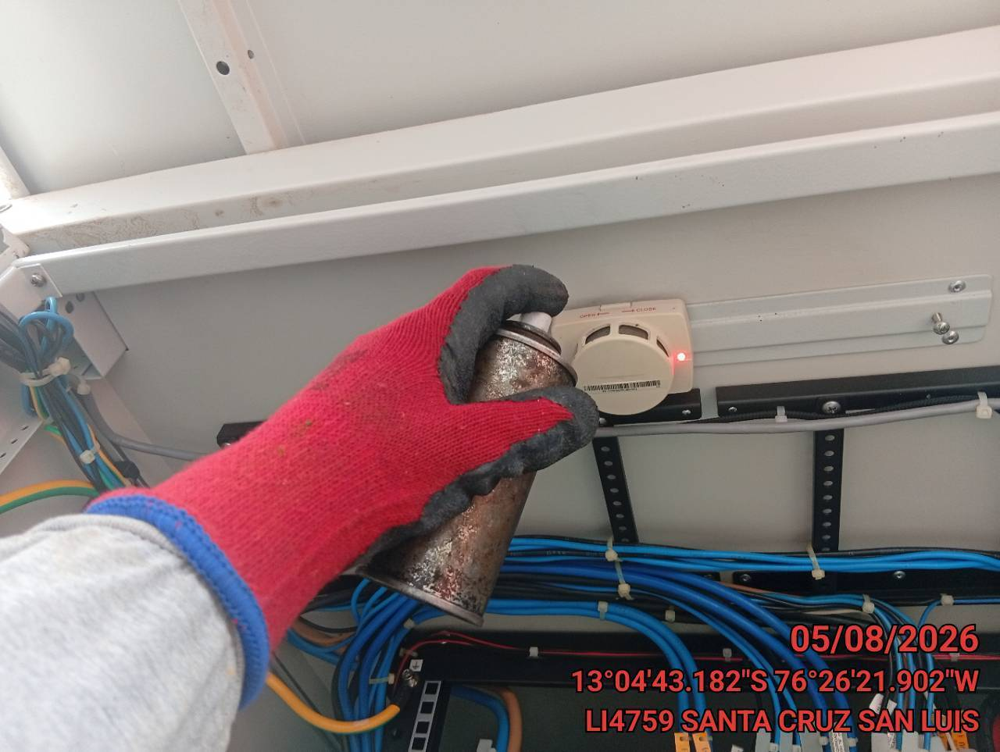 OPEN
CLOSE
05/08/2026
13°04'43.182"S 76°26'21.902"W
LI4759 SANTA CRUZ SAN LUIS